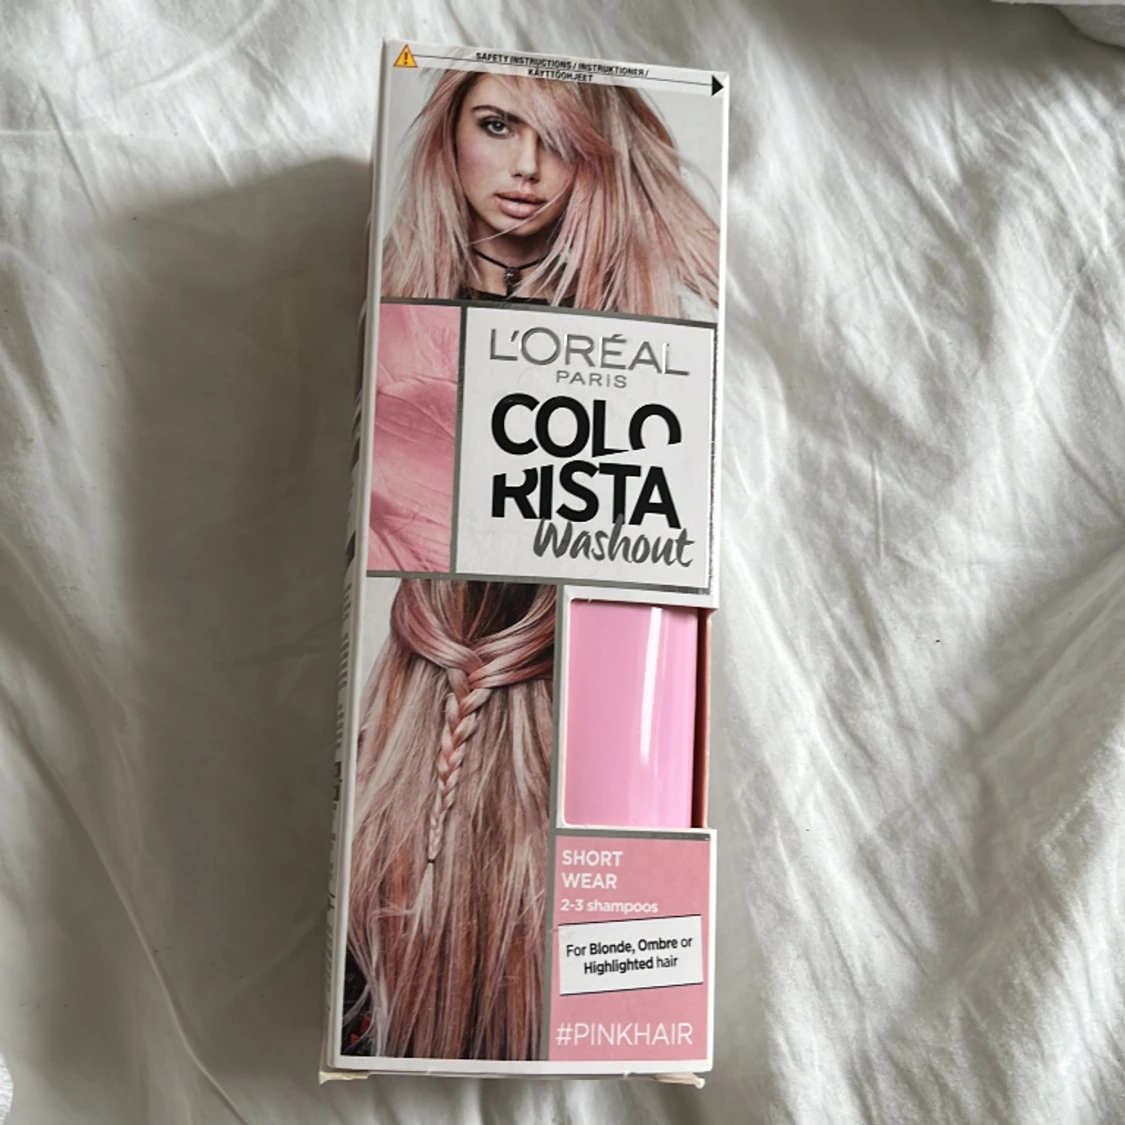 SAFETY INSTRUCTIONS / INSTRUKTIONER /
KÄYTTÖOHJEET
L'ORÉAL
PARIS
COLO
RISTA
Washout
SHORT
WEAR
2-3 shampoos
For Blonde, Ombre or
Highlighted hair
#PINKHAIR